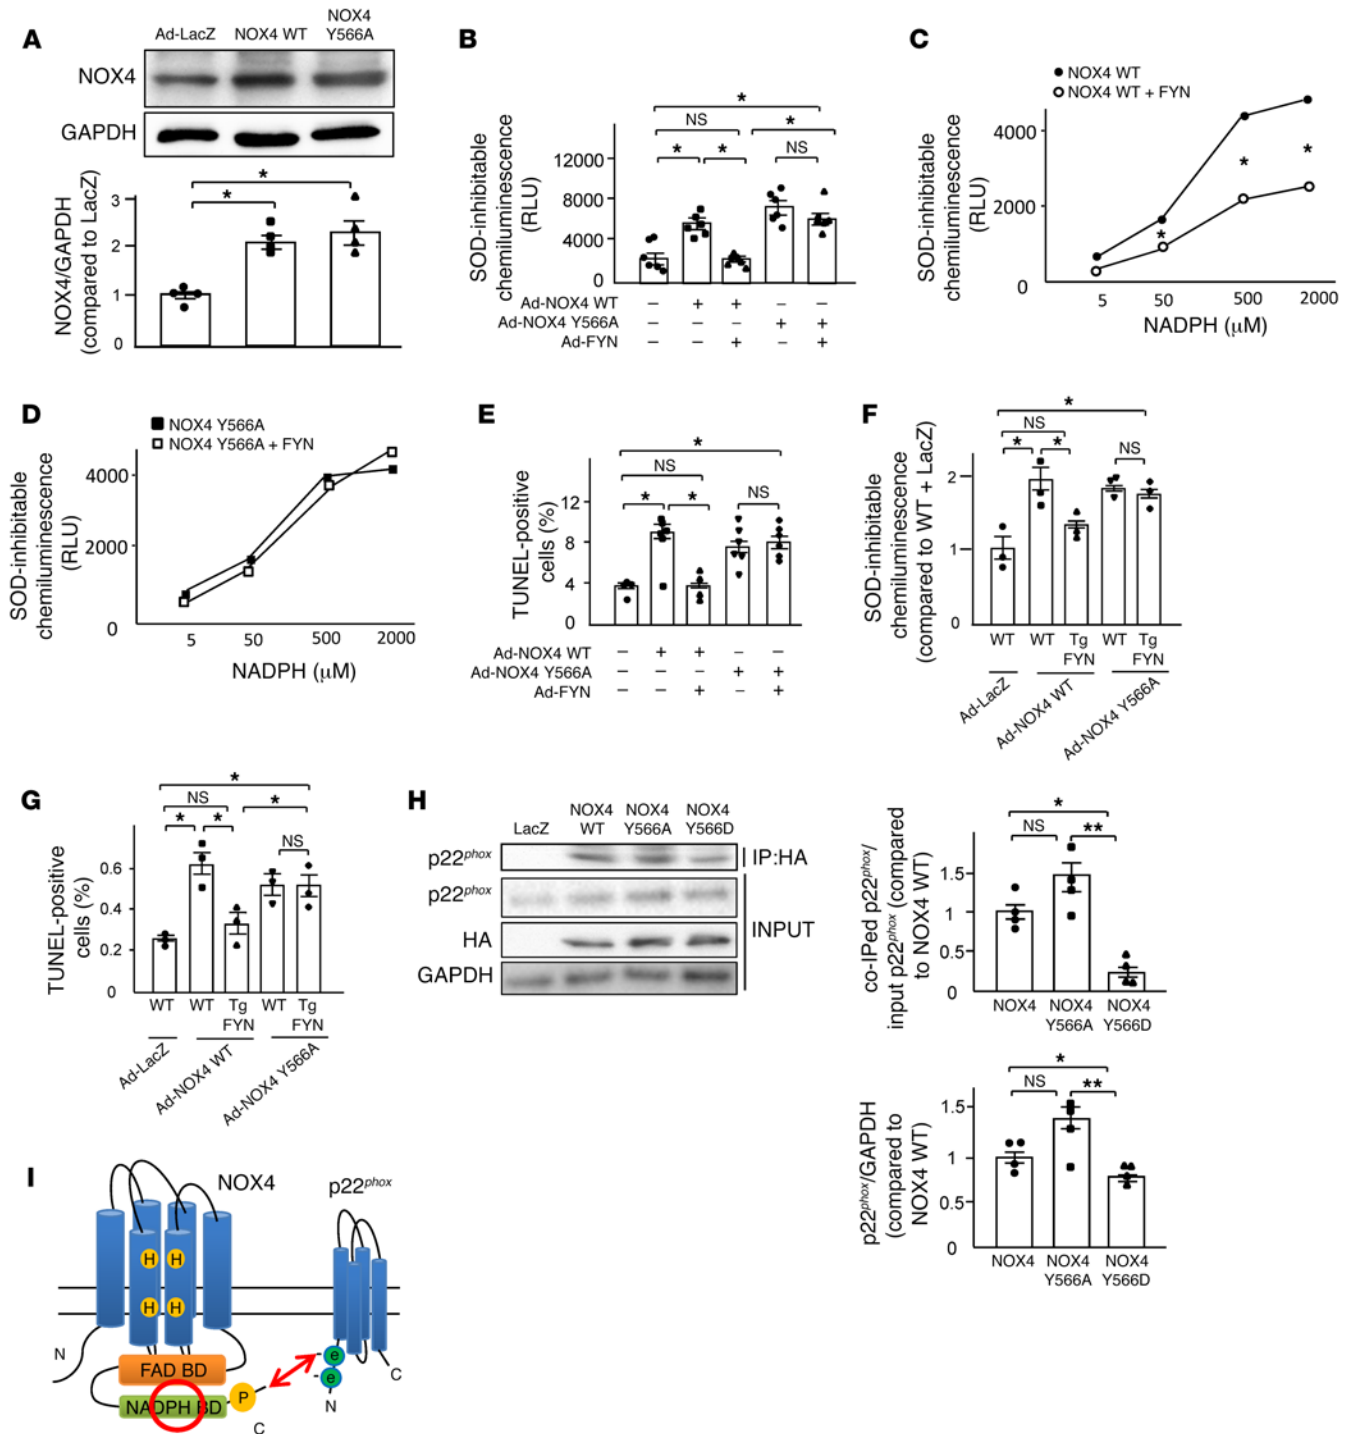 A
Ad-LacZ
NOX4 WT
NOX4
Y566A
NOX4
GAPDH
NOX4/GAPDH
(compared to LacZ)
3
2
1
0
*
*
B
SOD-inhibitable
chemiluminescence
(RLU)
12000
8000
4000
0
*
NS
*
*
*
NS
Ad-NOX4 WT – + + – –
Ad-NOX4 Y566A – – – + +
Ad-FYN – – + – +
C
NOX4 WT
NOX4 WT + FYN
SOD-inhibitable
chemiluminescence
(RLU)
4000
2000
0
*
*
*
5 50 500 2000
NADPH (μM)
D
NOX4 Y566A
NOX4 Y566A + FYN
SOD-inhibitable
chemiluminescence
(RLU)
4000
2000
0
5 50 500 2000
NADPH (μM)
E
TUNEL-positive
cells (%)
12
8
4
0
*
NS
*
*
NS
Ad-NOX4 WT – + + – –
Ad-NOX4 Y566A – – – + +
Ad-FYN – – + – +
F
SOD-inhibitable
chemiluminescence
(compared to WT + LacZ)
2
1
0
*
NS
*
*
NS
WT WT Tg WT Tg
FYN FYN
Ad-LacZ
Ad-NOX4 WT
Ad-NOX4 Y566A
G
TUNEL-positive
cells (%)
0.6
0.4
0.2
0
*
NS
*
*
*
NS
WT WT Tg WT Tg
FYN FYN
Ad-LacZ
Ad-NOX4 WT
Ad-NOX4 Y566A
H
LacZ
NOX4
WT
NOX4
Y566A
NOX4
Y566D
p22phox
IP:HA
p22phox
HA
GAPDH
INPUT
co-IPed p22phox/
input p22phox (compared
to NOX4 WT)
1.5
1
0.5
0
*
NS
**
NOX4 NOX4 NOX4
Y566A Y566D
p22phox/GAPDH
(compared to
NOX4 WT)
1.5
1
0.5
0
*
NS
**
NOX4 NOX4 NOX4
Y566A Y566D
I
NOX4
p22phox
H H
H H
N
FAD BD
NADPH BD
P
C
-e
-e
N
C